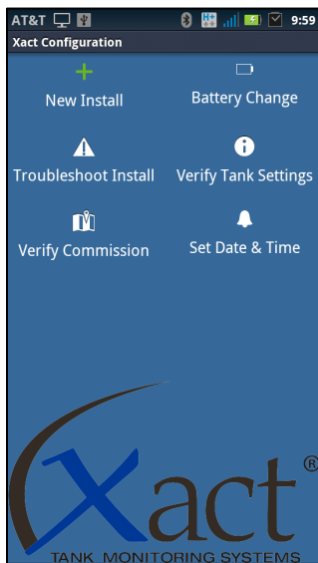 AT&T 9:59
Xact Configuration
New Install Battery Change
Troubleshoot Install Verify Tank Settings
Verify Commission Set Date & Time
Xact®
TANK MONITORING SYSTEMS